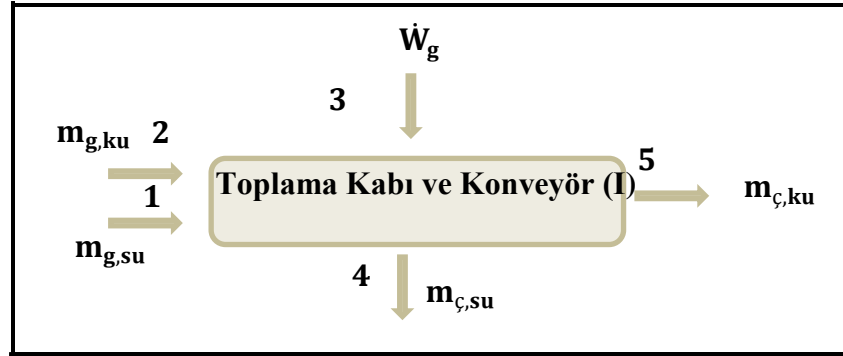 Ẇg
3
mg,ku 2
5
Toplama Kabı ve Konveyör (I)
1
mç,ku
mg,su
4
mç,su